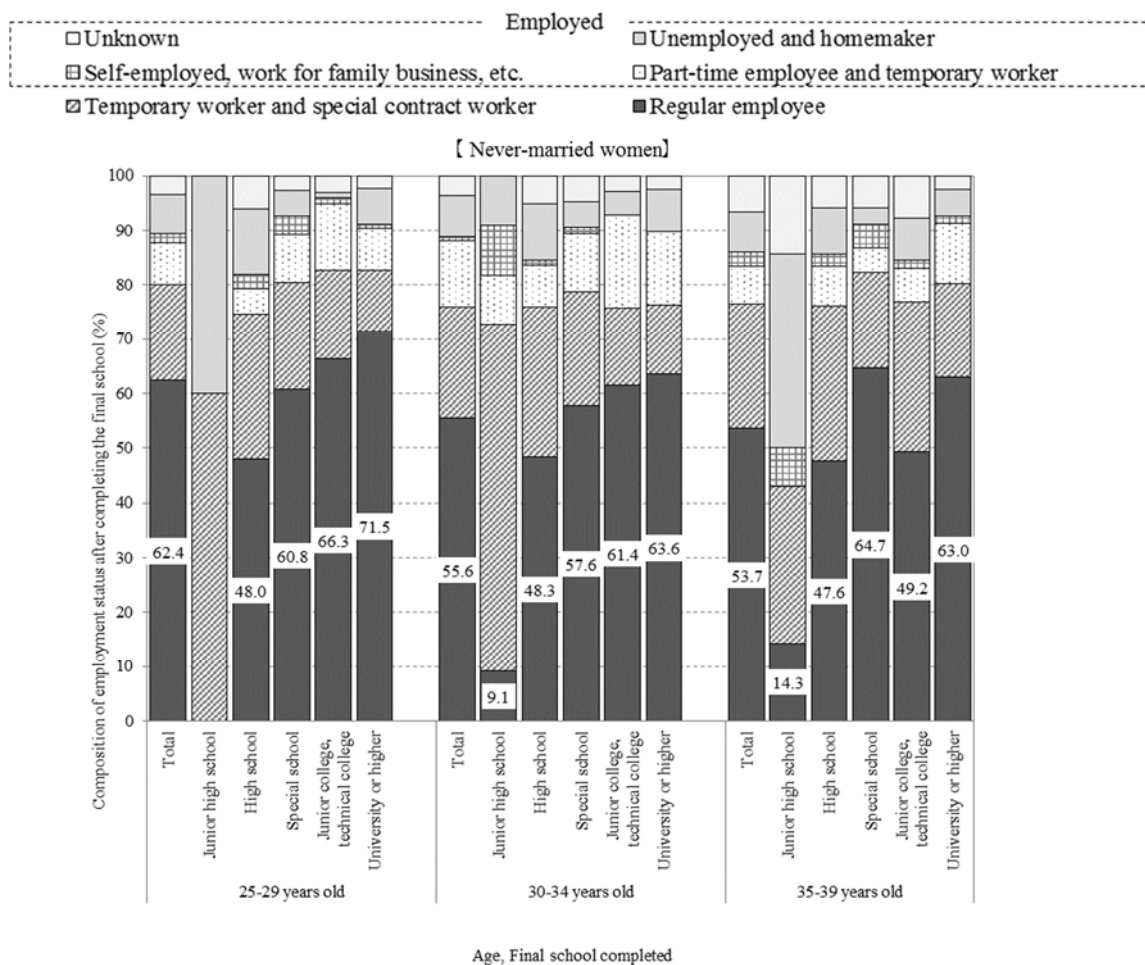 Employed
Unknown
Unemployed and homemaker
Self-employed, work for family business, etc.
Part-time employee and temporary worker
Temporary worker and special contract worker
Regular employee
【 Never-married women】
Composition of employment status after completing the final school (%)
100
90
80
70
60
50
40
30
20
10
0
62.4
48.0
60.8
66.3
71.5
55.6
9.1
48.3
57.6
61.4
63.6
53.7
14.3
47.6
64.7
49.2
63.0
Total
Junior high school
High school
Special school
Junior college,
technical college
University or higher
Total
Junior high school
High school
Special school
Junior college,
technical college
University or higher
Total
Junior high school
High school
Special school
Junior college,
technical college
University or higher
25-29 years old
30-34 years old
35-39 years old
Age, Final school completed